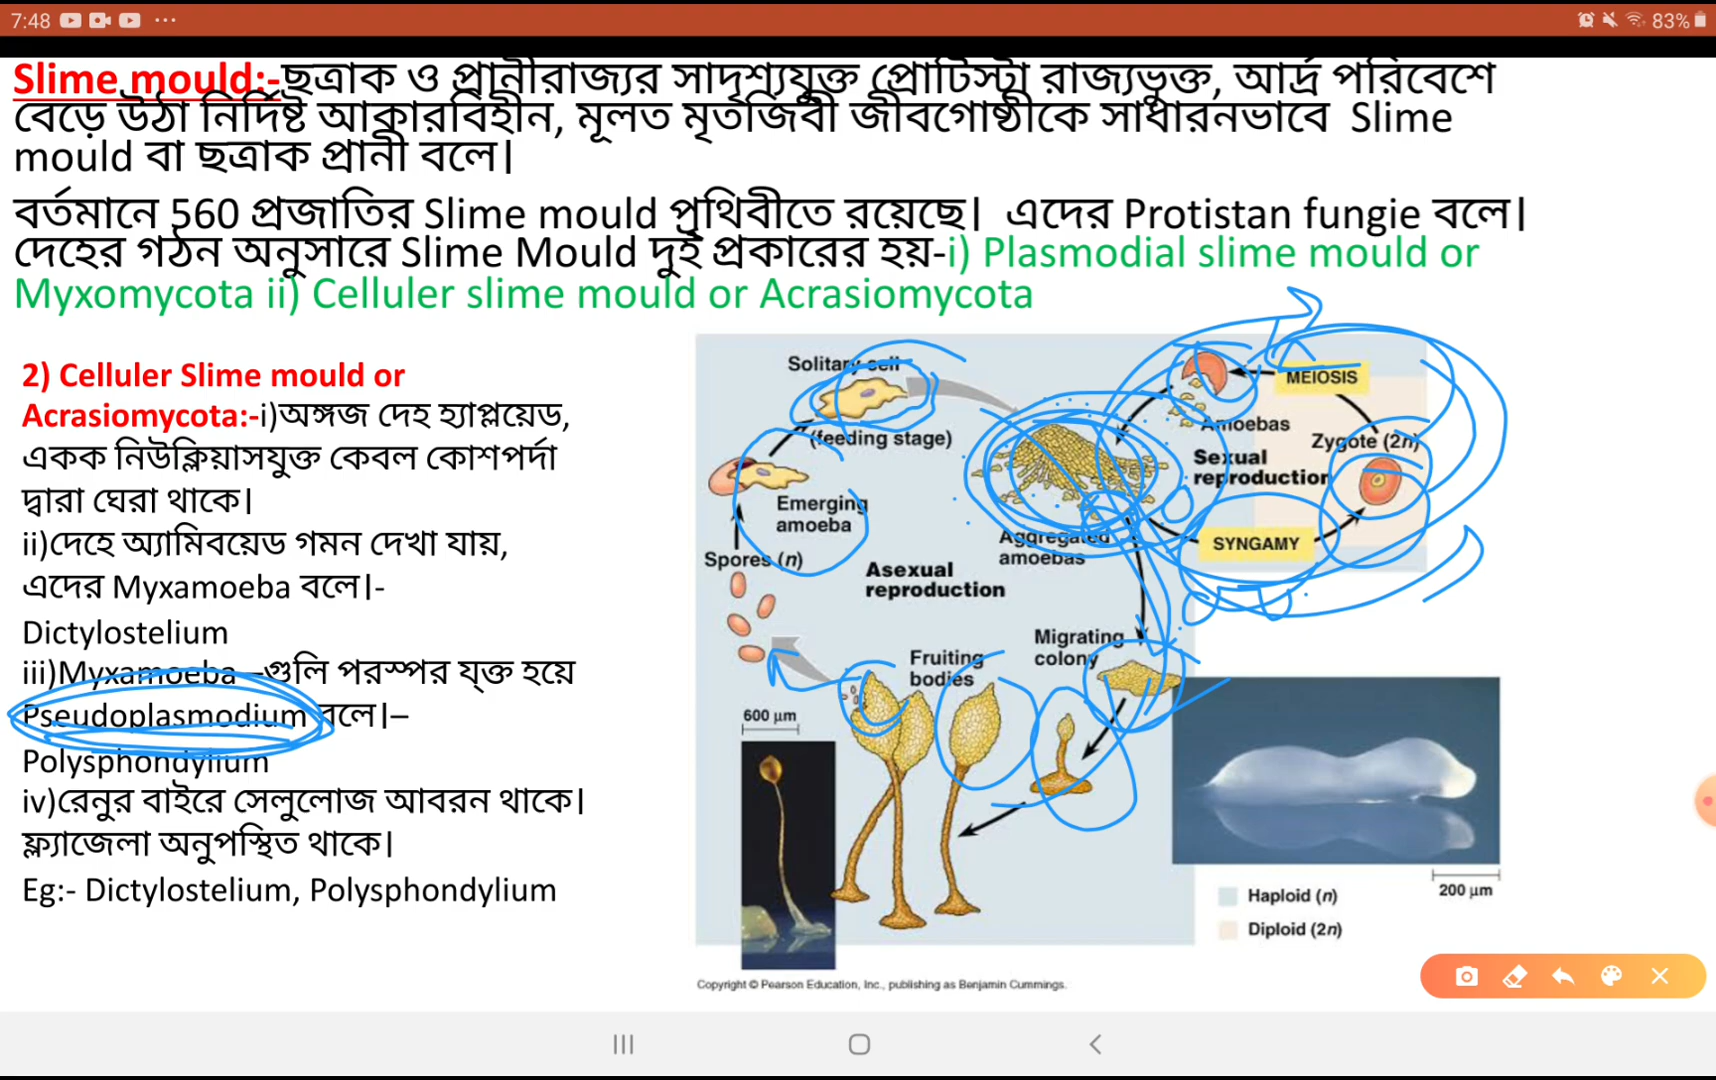 7:48
83%
Slime mould:-ছত্রাক ও প্রানীরাজ্যর সাদৃশ্যযুক্ত প্রোটিস্টা রাজ্যভুক্ত, আর্দ্র পরিবেশে
বেড়ে উঠা নির্দিষ্ট আকারবিহীন, মূলত মৃতজিবী জীবগোষ্ঠীকে সাধারনভাবে Slime
mould বা ছত্রাক প্রানী বলে।
বর্তমানে 560 প্রজাতির Slime mould পৃথিবীতে রয়েছে। এদের Protistan fungie বলে।
দেহের গঠন অনুসারে Slime Mould দুই প্রকারের হয়-i) Plasmodial slime mould or
Myxomycota ii) Celluler slime mould or Acrasiomycota
2) Celluler Slime mould or
Acrasiomycota:-i)অঙ্গজ দেহ হ্যাপ্লয়েড,
একক নিউক্লিয়াসযুক্ত কেবল কোশপর্দা
দ্বারা ঘেরা থাকে।
ii)দেহে অ্যামিবয়েড গমন দেখা যায়,
এদের Myxamoeba বলে।-
Dictylostelium
iii)Myxamoeba –গুলি পরস্পর যুক্ত হয়ে
Pseudoplasmodium বলে।–
Polysphondylium
iv)রেনুর বাইরে সেলুলোজ আবরন থাকে।
ফ্ল্যাজেলা অনুপস্থিত থাকে।
Eg:- Dictylostelium, Polysphondylium
Solitary cell
(feeding stage)
Emerging
amoeba
Spores (n)
Asexual
reproduction
Aggregated
amoebas
Amoebas
MEIOSIS
Zygote (2n)
Sexual
reproduction
SYNGAMY
Migrating
colony
Fruiting
bodies
600 µm
200 µm
Haploid (n)
Diploid (2n)
Copyright © Pearson Education, Inc., publishing as Benjamin Cummings.